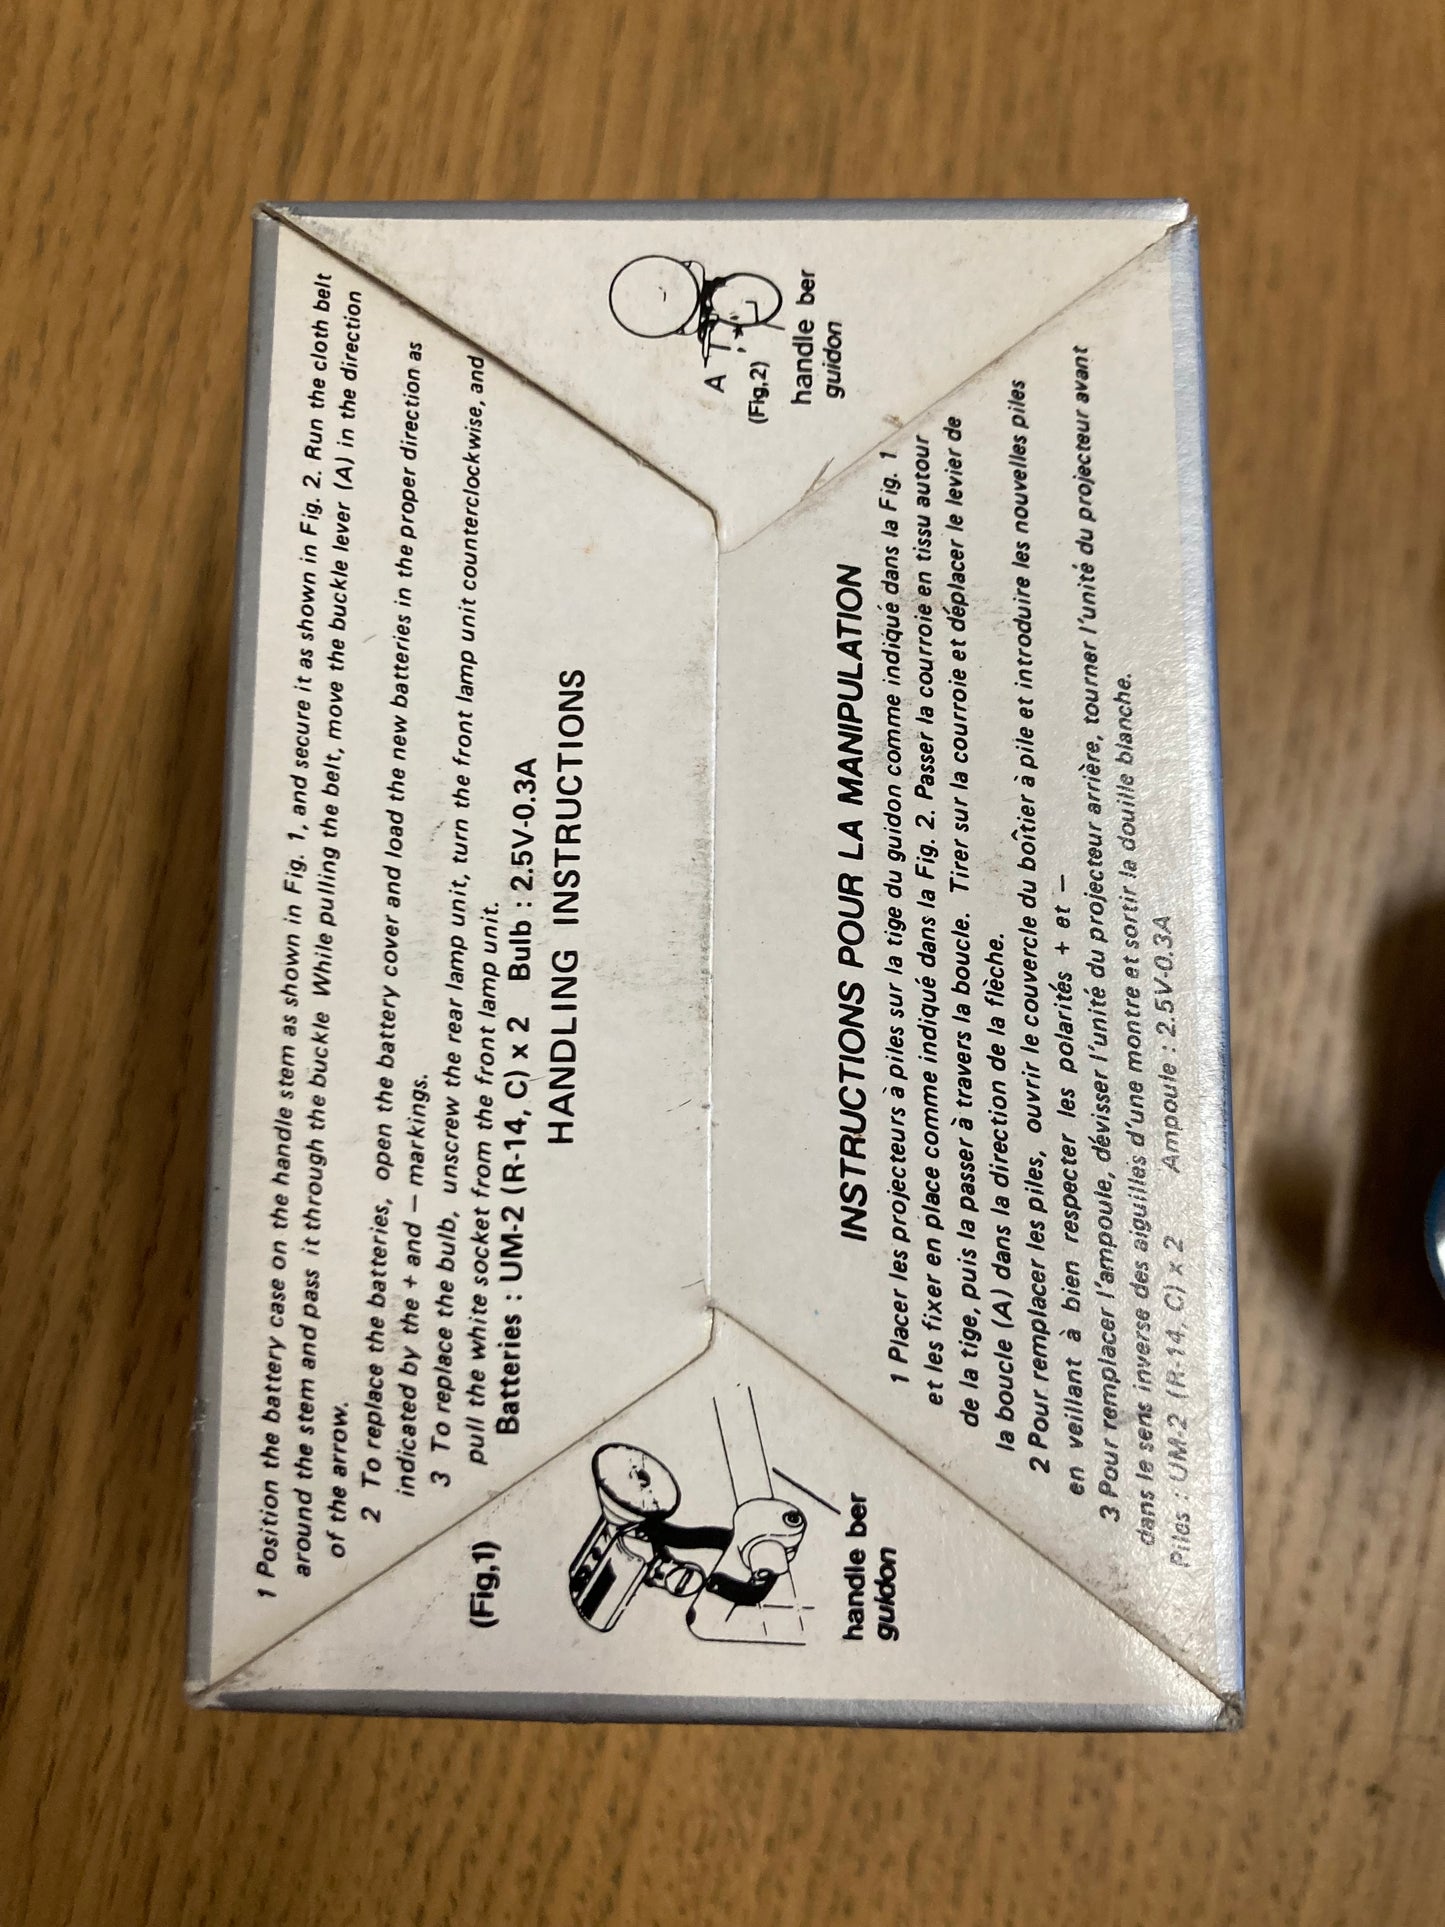 1 Position the battery case on the handle stem as shown in Fig. 1, and secure it as shown in Fig. 2. Run the cloth belt
around the stem and pass it through the buckle While pulling the belt, move the buckle lever (A) in the direction
of the arrow.
2 To replace the batteries, open the battery cover and load the new batteries in the proper direction as
indicated by the + and — markings.
3 To replace the bulb, unscrew the rear lamp unit, turn the front lamp unit counterclockwise, and
pull the white socket from the front lamp unit.
Batteries : UM-2 (R-14, C) x 2 Bulb : 2.5V-0.3A
HANDLING INSTRUCTIONS
(Fig,1)
handle ber
guidon
A
(Fig,2)
handle ber
guidon
INSTRUCTIONS POUR LA MANIPULATION
1 Placer les projecteurs à piles sur la tige du guidon comme indiqué dans la Fig. 1
et les fixer en place comme indiqué dans la Fig. 2. Passer la courroie en tissu autour
de la tige, puis la passer à travers la boucle. Tirer sur la courroie et déplacer le levier de
la boucle (A) dans la direction de la flèche.
2 Pour remplacer les piles, ouvrir le couvercle du boîtier à pile et introduire les nouvelles piles
en veillant à bien respecter les polarités + et —
3 Pour remplacer l'ampoule, dévisser l'unité du projecteur arrière, tourner l'unité du projecteur avant
dans le sens inverse des aiguilles d'une montre et sortir la douille blanche.
Piles : UM-2 (R-14, C) x 2 Ampoule : 2.5V-0.3A